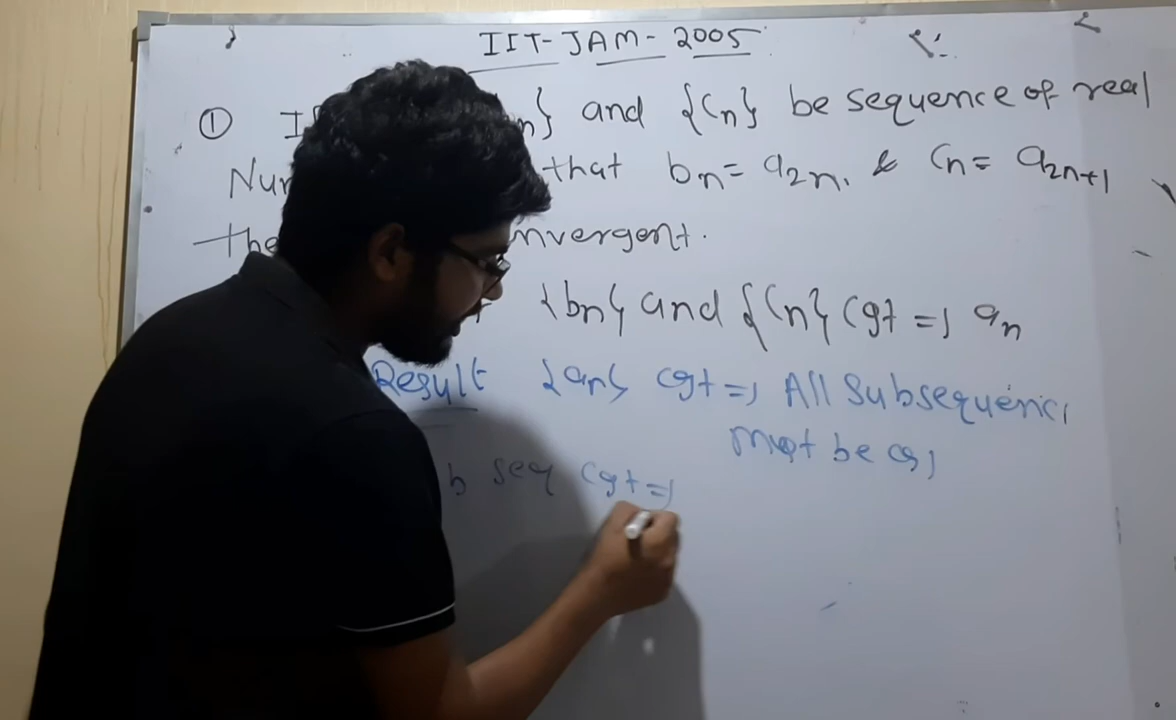 IIT-JAM-2005
① I n} and {Cn} be sequence of real
Nu that bn = a2n, & Cn = a2n+1
the nvergent.
{bn} and {Cn} Cgt => an
Result {an} cgt => All Subsequenc
must be cg
b seq Cgt =>